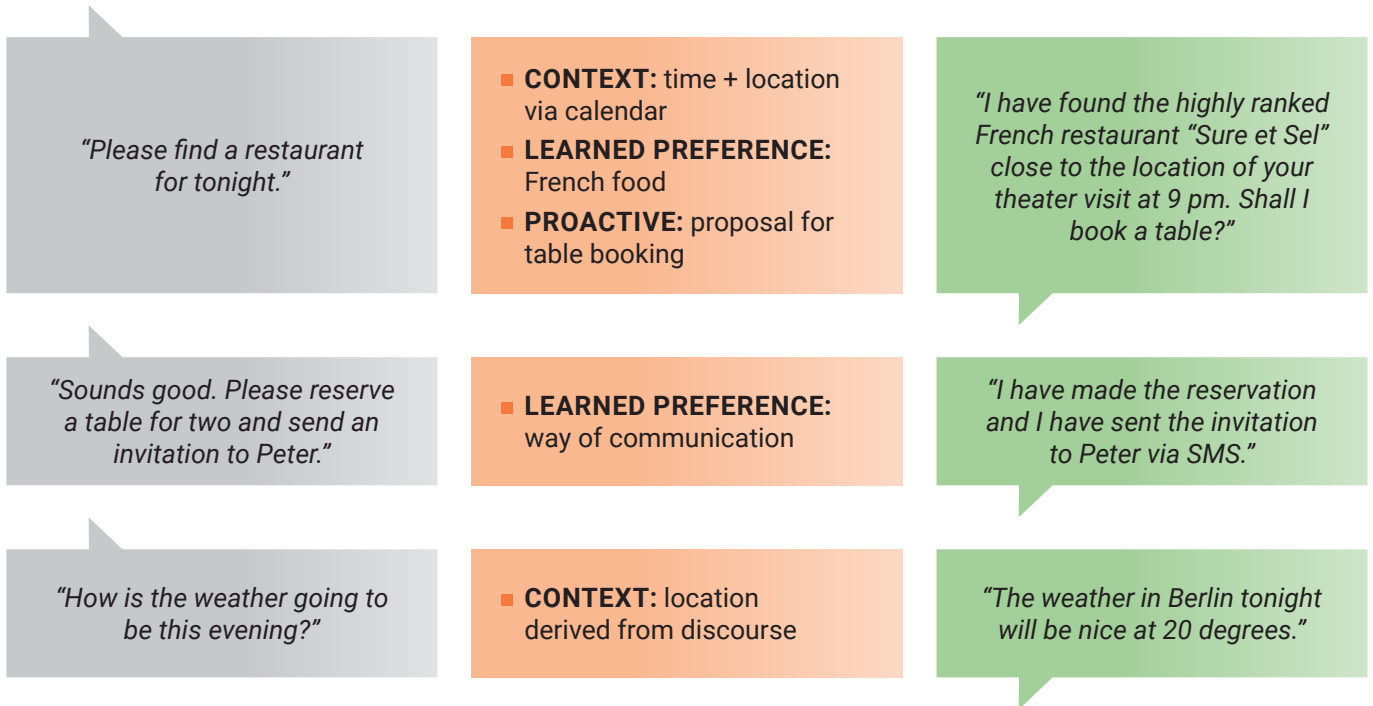 “Please find a restaurant
for tonight.”
CONTEXT: time + location
via calendar
LEARNED PREFERENCE:
French food
PROACTIVE: proposal for
table booking
“I have found the highly ranked
French restaurant “Sure et Sel”
close to the location of your
theater visit at 9 pm. Shall I
book a table?”
“Sounds good. Please reserve
a table for two and send an
invitation to Peter.”
LEARNED PREFERENCE:
way of communication
“I have made the reservation
and I have sent the invitation
to Peter via SMS.”
“How is the weather going to
be this evening?”
CONTEXT: location
derived from discourse
“The weather in Berlin tonight
will be nice at 20 degrees.”